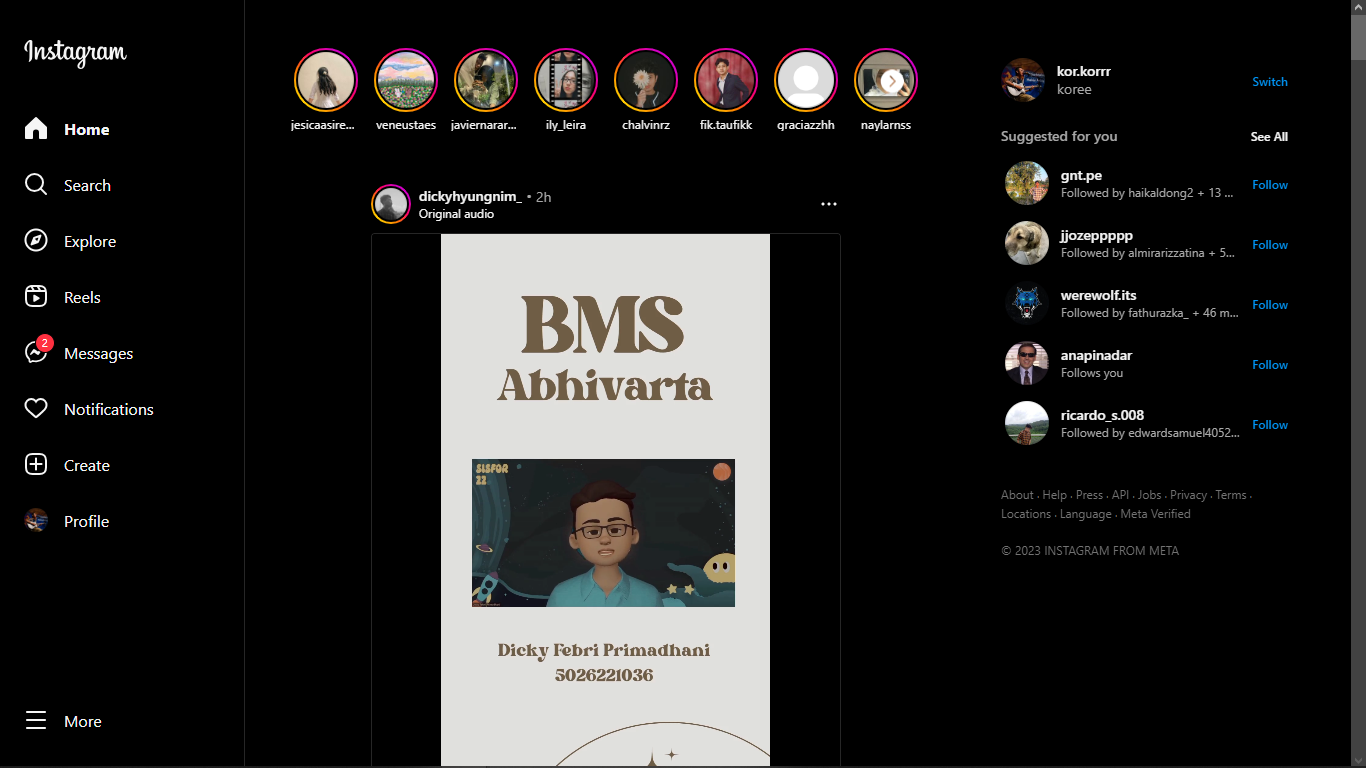 Instagram
Home
Search
Explore
Reels
2
Messages
Notifications
Create
Profile
More
jesicaasire...
veneustaes
javiernarar...
ily_leira
chalvinrz
fik.taufikk
graciazzhh
naylarnss
dickyhyungnim_ • 2h
Original audio
BMS
Abhivarta
SISFOR
22
Dicky Febri Primadhani
5026221036
kor.korrr
koree
Switch
Suggested for you
See All
gnt.pe
Followed by haikaldong2 + 13 ...
Follow
jjozeppppp
Followed by almirarizzatina + 5...
Follow
werewolf.its
Followed by fathurazka_ + 46 m...
Follow
anapinadar
Follows you
Follow
ricardo_s.008
Followed by edwardsamuel4052...
Follow
About · Help · Press · API · Jobs · Privacy · Terms ·
Locations · Language · Meta Verified
© 2023 INSTAGRAM FROM META